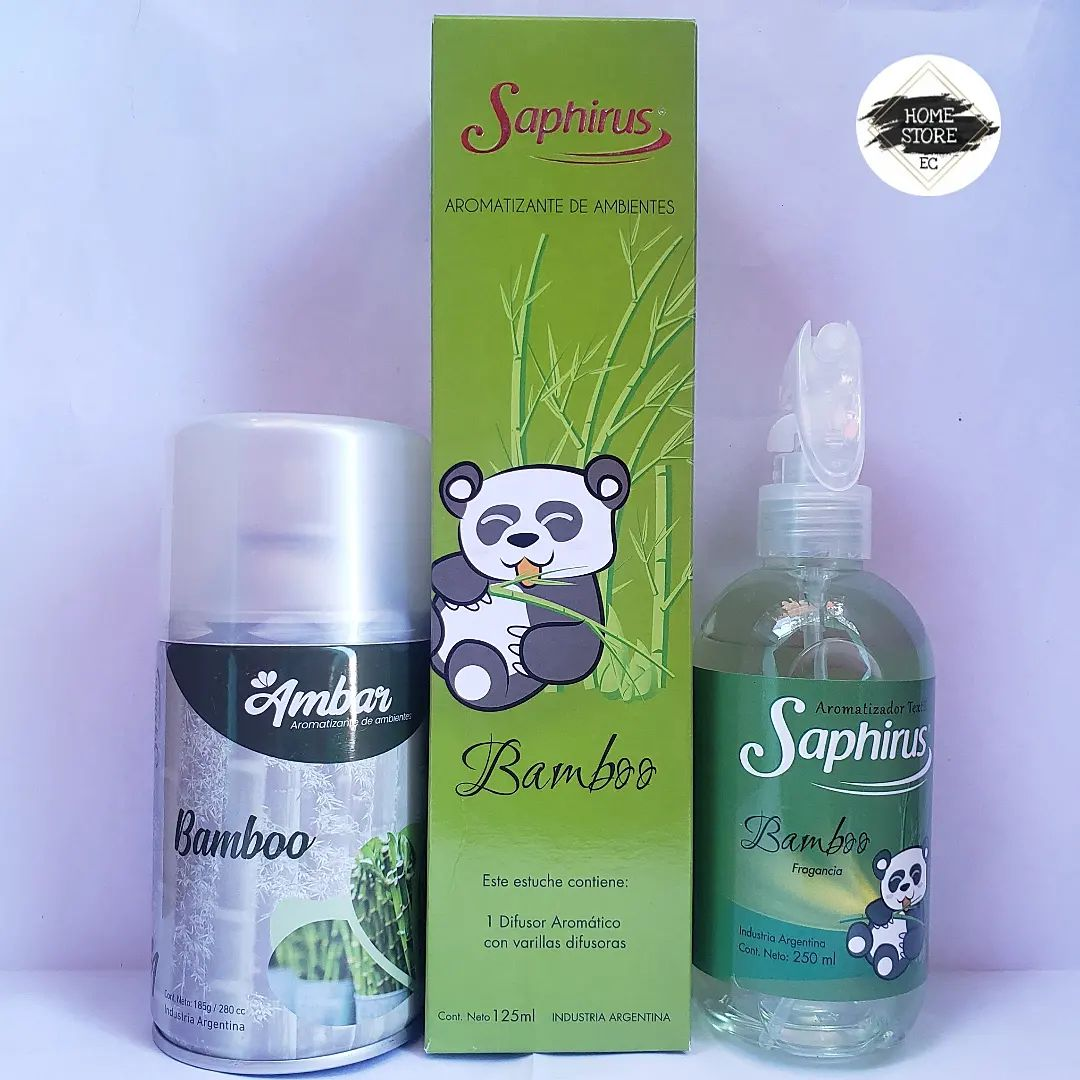 HOME
STORE
EC
Saphirus
AROMATIZANTE DE AMBIENTES
Bamboo
Este estuche contiene:
1 Difusor Aromático
con varillas difusoras
Cont. Neto 125ml INDUSTRIA ARGENTINA
Ambar
Aromatizante de ambientes
Bamboo
Cont. Neto: 185g / 280 cc
Industria Argentina
Aromatizador
Saphirus
Bamboo
Fragancia
Industria Argentina
Cont. Neto: 250 ml